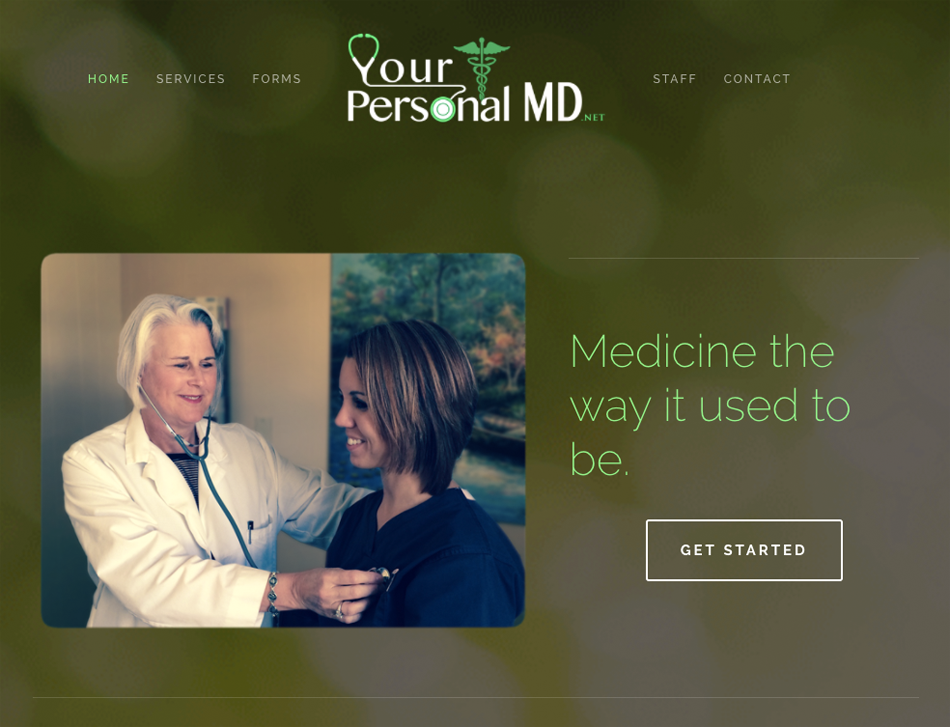 HOME SERVICES FORMS
Your
Personal MD.NET
STAFF CONTACT
Medicine the
way it used to
be.
GET STARTED